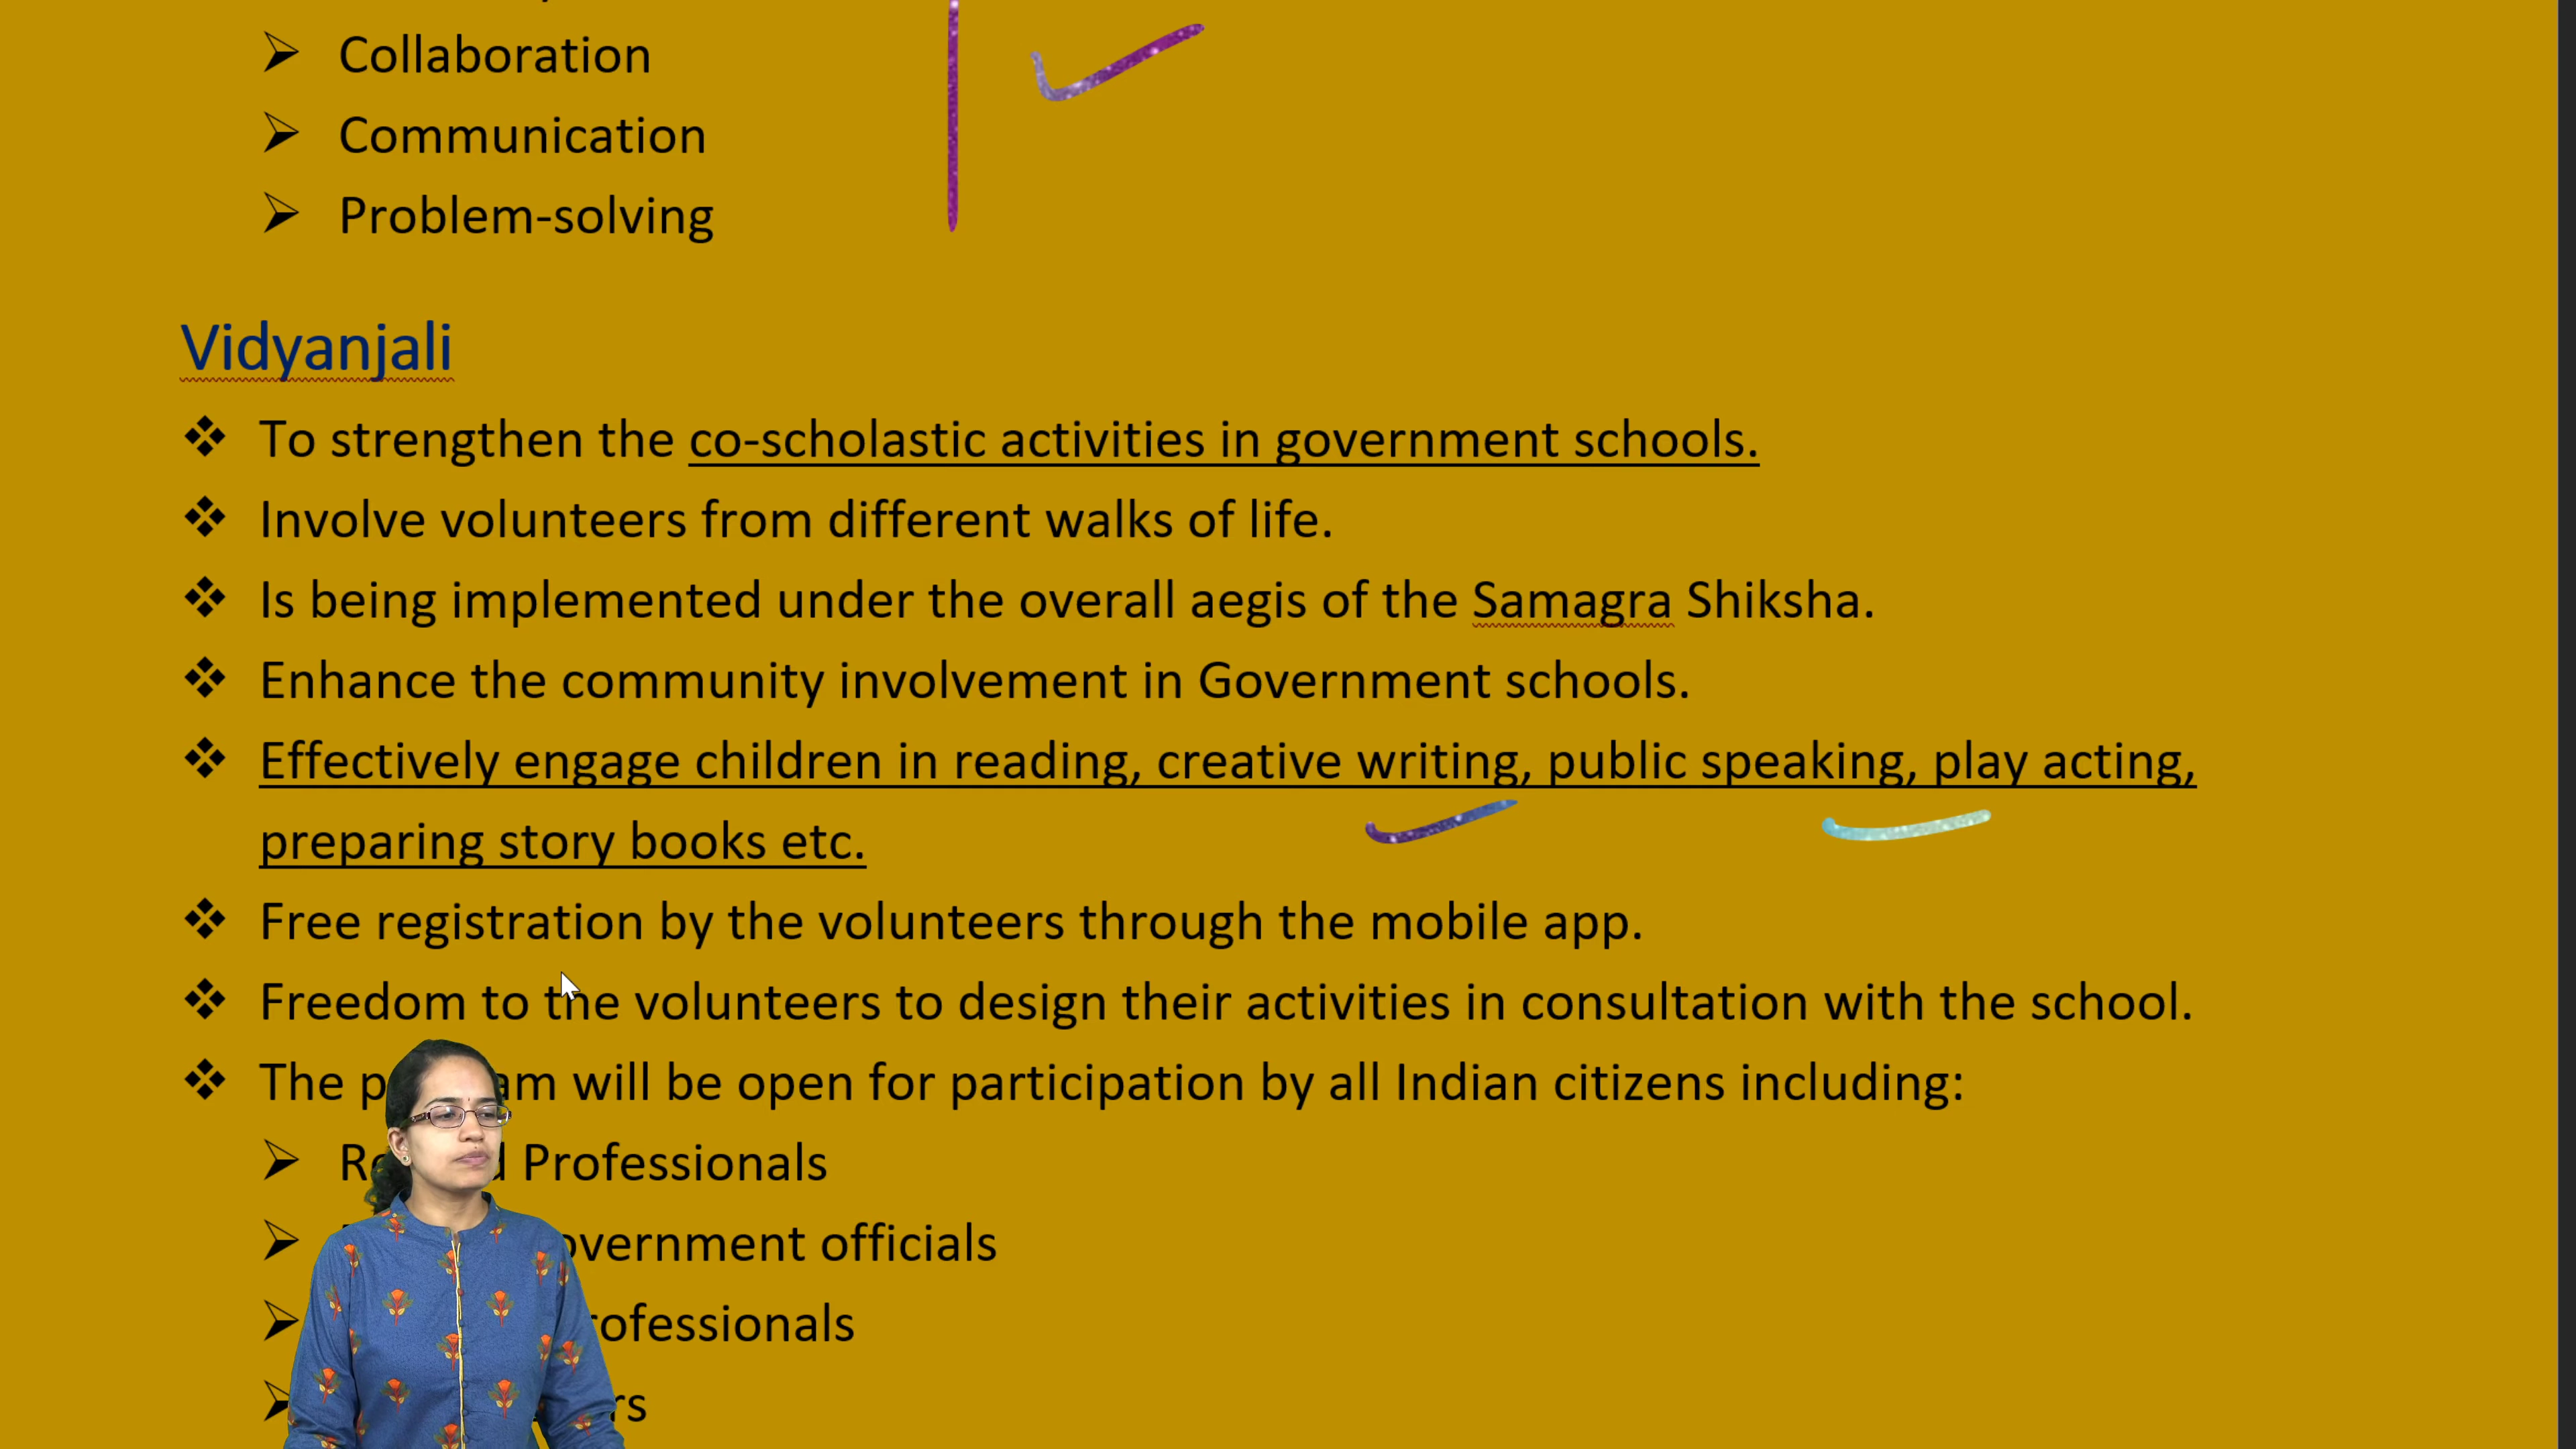 Collaboration
Communication
Problem-solving
Vidyanjali
To strengthen the co-scholastic activities in government schools.
Involve volunteers from different walks of life.
Is being implemented under the overall aegis of the Samagra Shiksha.
Enhance the community involvement in Government schools.
Effectively engage children in reading, creative writing, public speaking, play acting,
preparing story books etc.
Free registration by the volunteers through the mobile app.
Freedom to the volunteers to design their activities in consultation with the school.
The will be open for participation by all Indian citizens including:
Professionals
officials